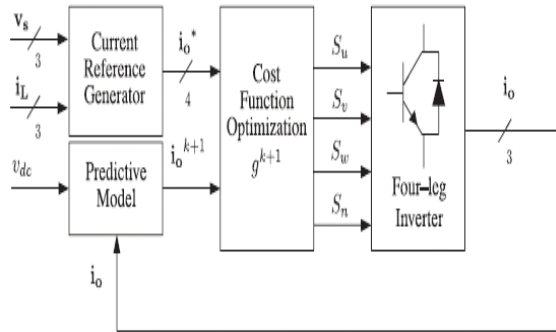 v_s
3
i_L
3
Current
Reference
Generator
i_o*
4
v_dc
Predictive
Model
i_o^{k+1}
Cost
Function
Optimization
g^{k+1}
S_u
S_v
S_w
S_n
Four-leg
Inverter
i_o
3
i_o